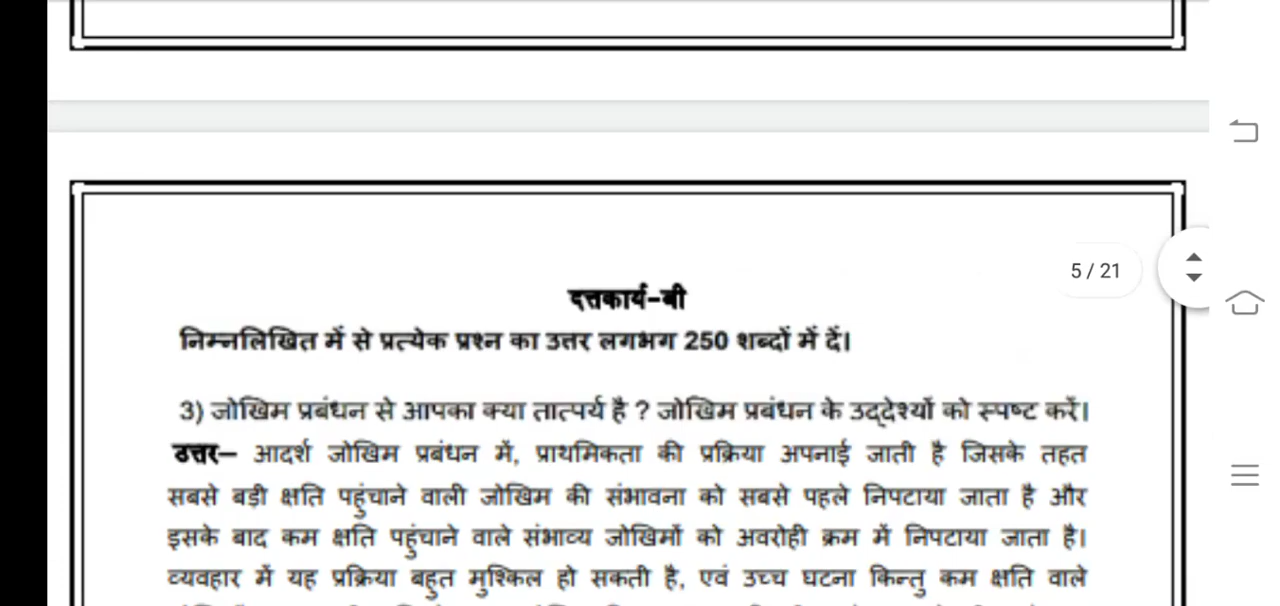 5 / 21
दत्तकार्य-बी
निम्नलिखित में से प्रत्येक प्रश्न का उत्तर लगभग 250 शब्दों में दें।
3) जोखिम प्रबंधन से आपका क्या तात्पर्य है ? जोखिम प्रबंधन के उद्देश्यों को स्पष्ट करें।
उत्तर– आदर्श जोखिम प्रबंधन में, प्राथमिकता की प्रक्रिया अपनाई जाती है जिसके तहत
सबसे बड़ी क्षति पहुंचाने वाली जोखिम की संभावना को सबसे पहले निपटाया जाता है और
इसके बाद कम क्षति पहुंचाने वाले संभाव्य जोखिमों को अवरोही क्रम में निपटाया जाता है।
व्यवहार में यह प्रक्रिया बहुत मुश्किल हो सकती है, एवं उच्च घटना किन्तु कम क्षति वाले